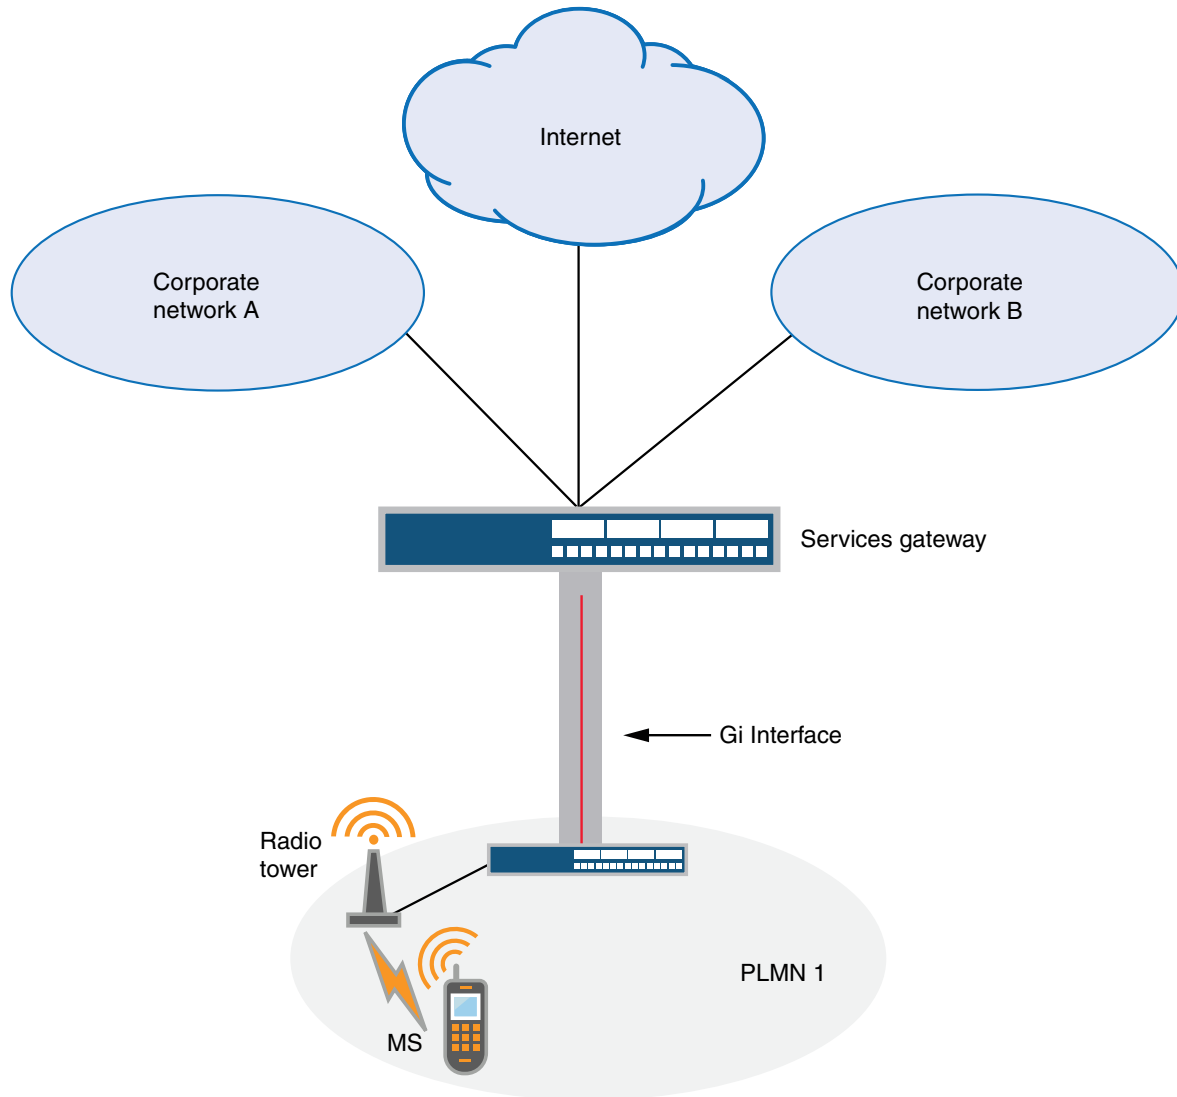 Internet
Corporate
network A
Corporate
network B
Services gateway
Gi Interface
Radio
tower
PLMN 1
MS